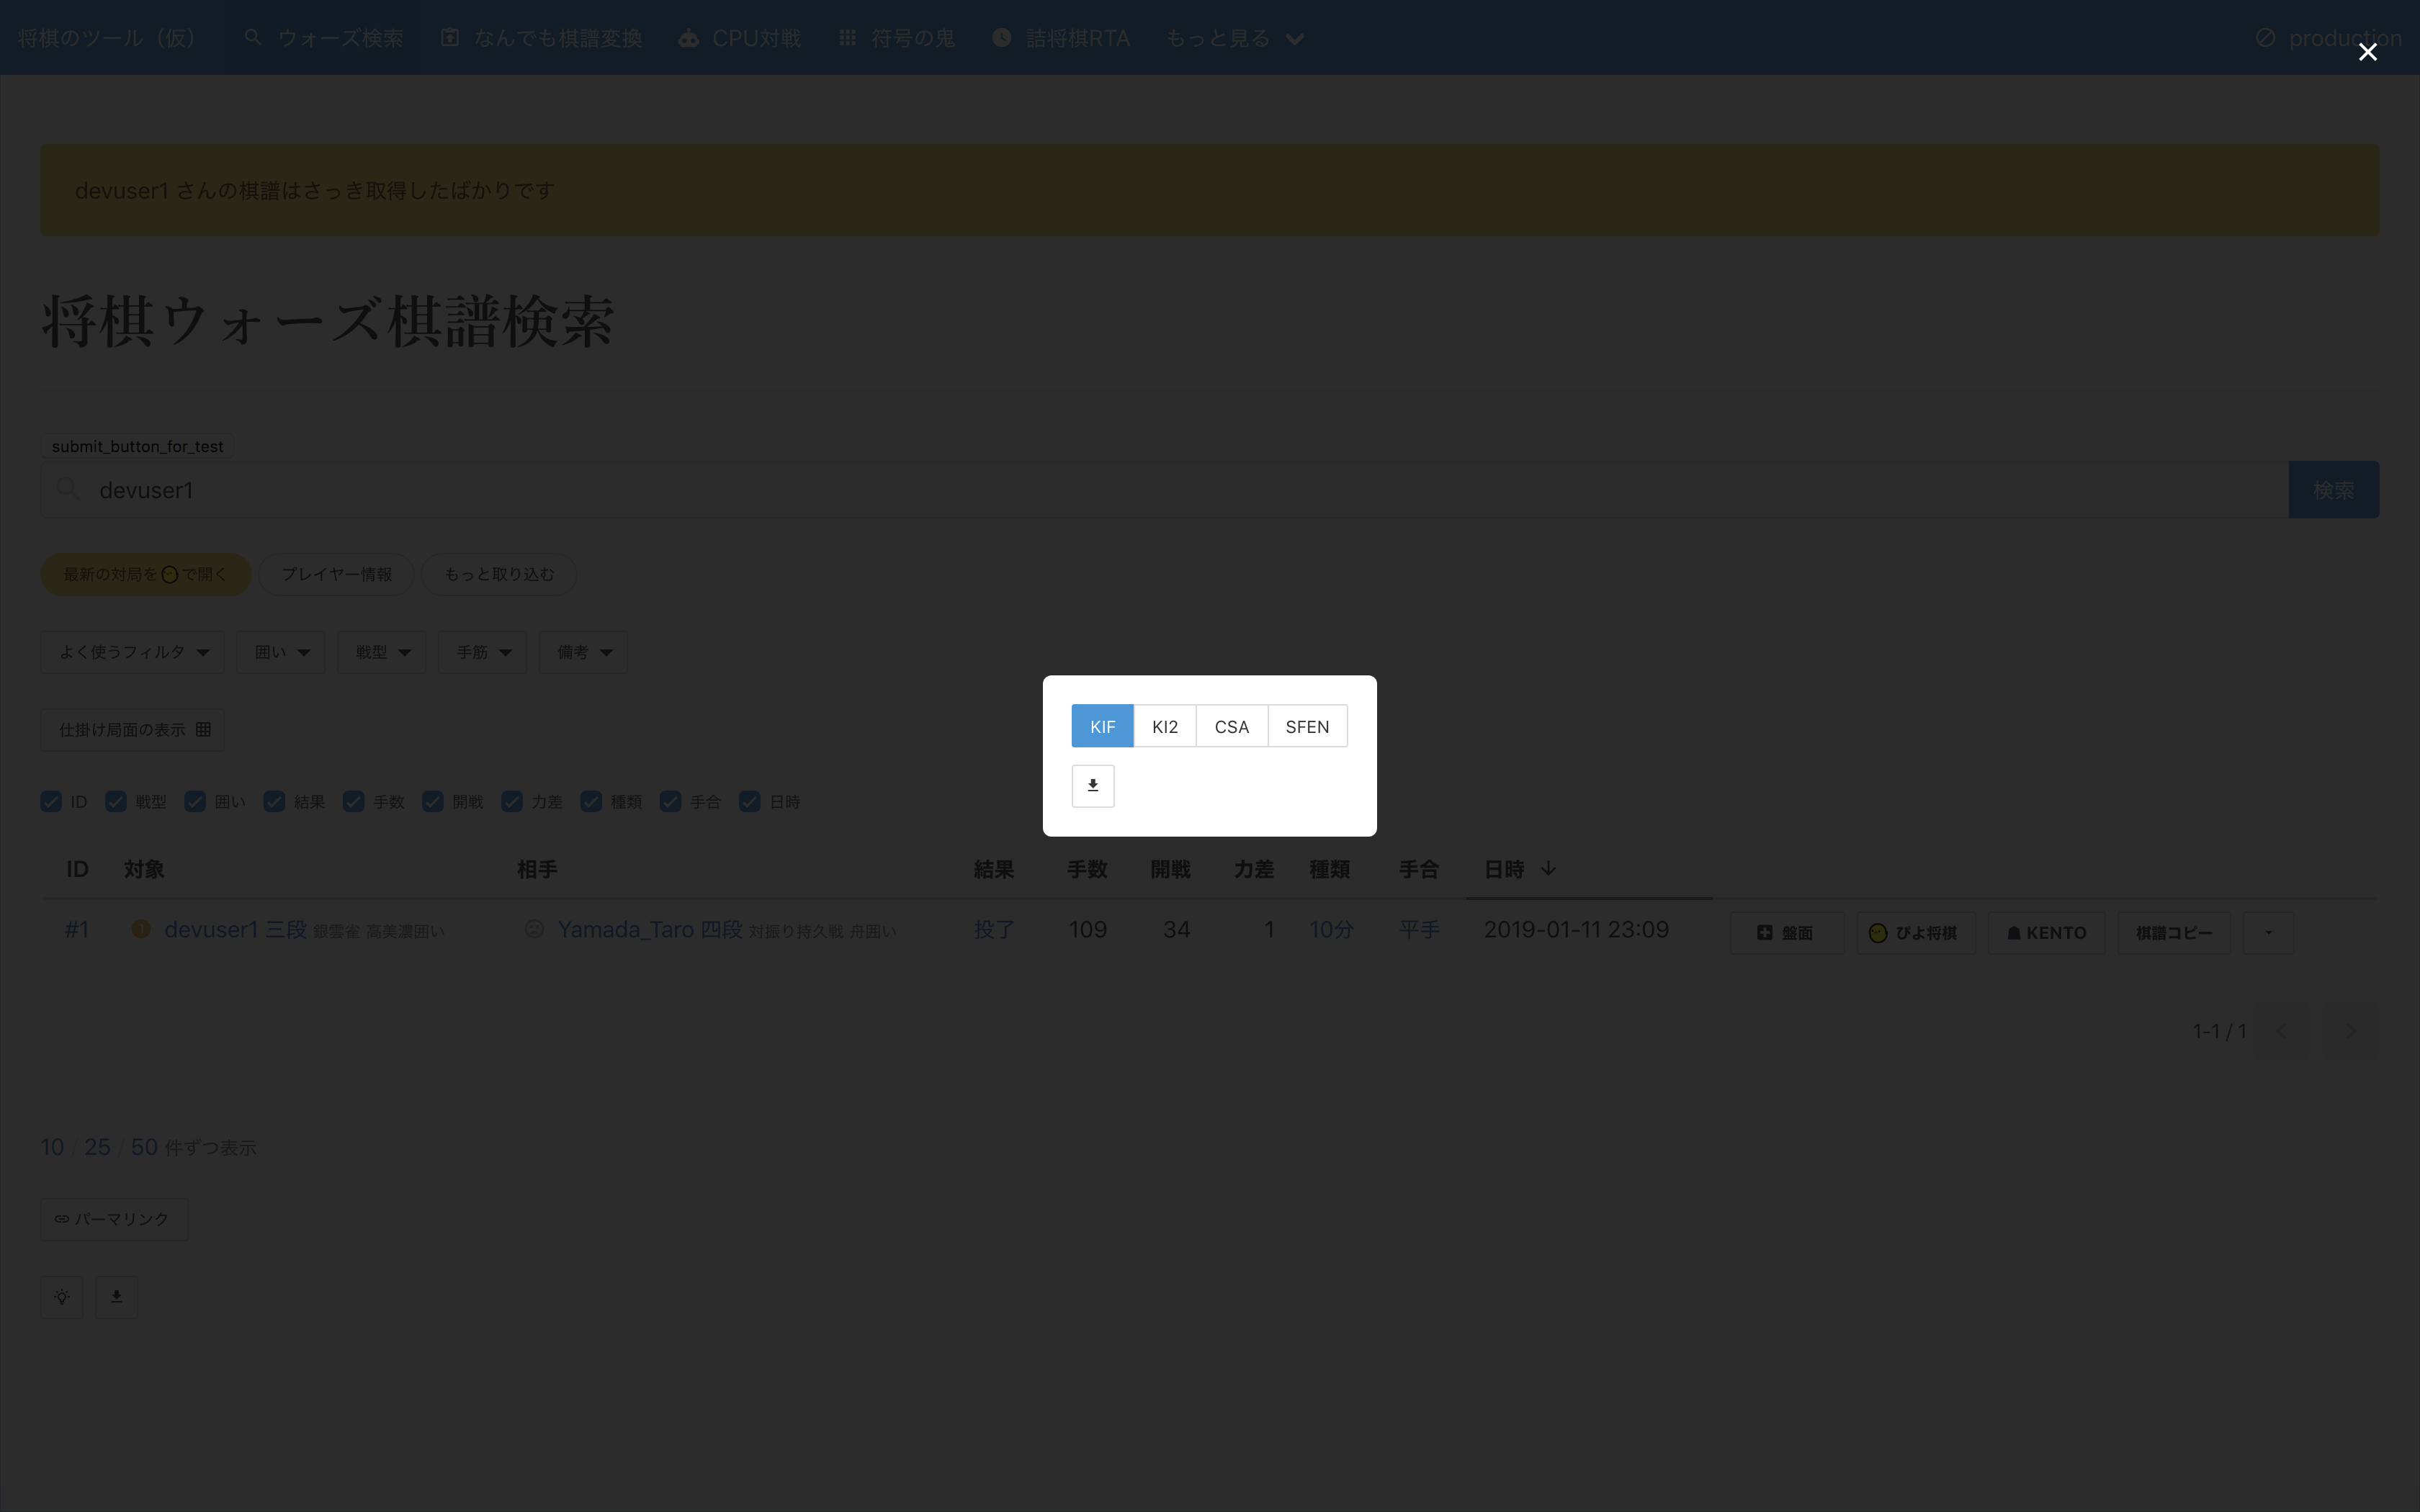 将棋のツール（仮） ウォーズ検索 なんでも棋譜変換 CPU対戦 符号の鬼 詰将棋RTA もっと見る production
devuser1 さんの棋譜はさっき取得したばかりです
将棋ウォーズ棋譜検索
submit_button_for_test
devuser1 検索
最新の対局を で開く プレイヤー情報 もっと取り込む
よく使うフィルタ 囲い 戦型 手筋 備考
仕掛け局面の表示
KIF KI2 CSA SFEN
ID 戦型 囲い 結果 手数 開戦 力差 種類 手合 日時
ID 対象 相手 結果 手数 開戦 力差 種類 手合 日時
#1 1 devuser1 三段 銀雲雀 高美濃囲い Yamada_Taro 四段 対振り持久戦 舟囲い 投了 109 34 1 10分 平手 2019-01-11 23:09 盤面 ぴよ将棋 KENTO 棋譜コピー
1-1 / 1
10 / 25 / 50 件ずつ表示
パーマリンク